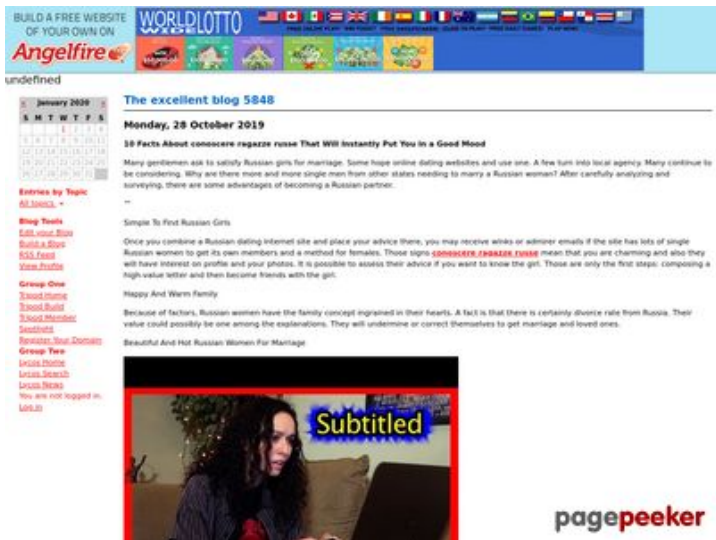 BUILD A FREE WEBSITE
OF YOUR OWN ON
Angelfire
WORLDLOTTO
WIDE
undefined
« January 2020 »
S M T W T F S
1 2 3 4
The excellent blog 5848
Monday, 28 October 2019
10 Facts About conoscere ragazze russe That Will Instantly Put You in a Good Mood
Many gentlemen ask to satisfy Russian girls for marriage. Some hope online dating websites and use one. A few turn into local agency. Many continue to
be considering. Why are there more and more single men from other states needing to marry a Russian woman? After carefully analyzing and
surveying, there are some advantages of becoming a Russian partner.
Simple To Find Russian Girls
Once you combine a Russian dating internet site and place your advice there, you may receive winks or admirer emails if the site has lots of single
Russian women to get its own members and a method for females. Those signs conoscere ragazze russe mean that you are charming and also they
will have interest on profile and your photos. It is possible to assess their advice if you want to know the girl. Those are only the first steps: composing a
high-value letter and then become friends with the girl.
Happy And Warm Family
Because of factors, Russian women have the family concept ingrained in their hearts. A fact is that there is certainly divorce rate from Russia. Their
value could possibly be one among the explanations. They will undermine or correct themselves to get marriage and loved ones.
Beautiful And Hot Russian Women For Marriage
Entries by Topic
All topics
Blog Tools
Edit your Blog
Build a Blog
RSS Feed
View Profile
Group One
Tripod Home
Tripod Build
Tripod Member
Spotlight
Register Your Domain
Group Two
Lycos Home
Lycos Search
Lycos News
You are not logged in.
Log in
Subtitled
pagepeeker